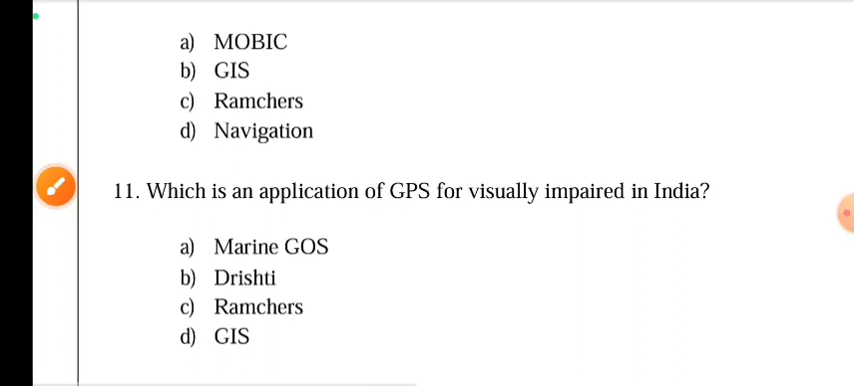 a) MOBIC
b) GIS
c) Ramchers
d) Navigation
11. Which is an application of GPS for visually impaired in India?
a) Marine GOS
b) Drishti
c) Ramchers
d) GIS